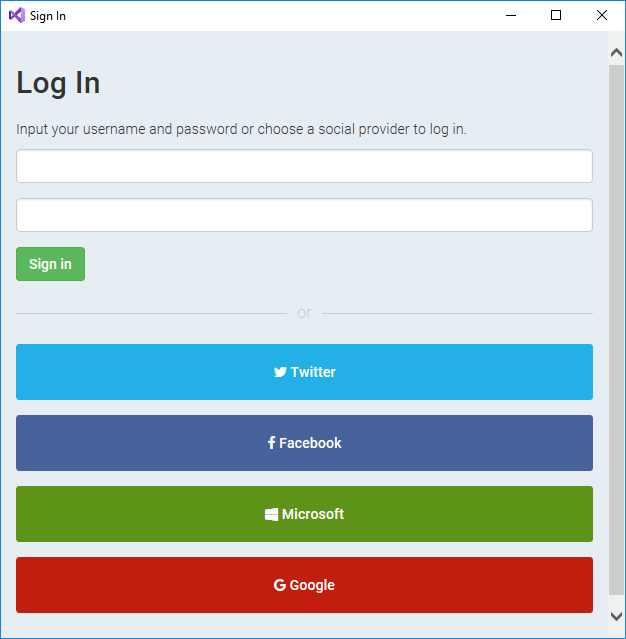 Sign In
Log In
Input your username and password or choose a social provider to log in.
Sign in
or
Twitter
Facebook
Microsoft
Google